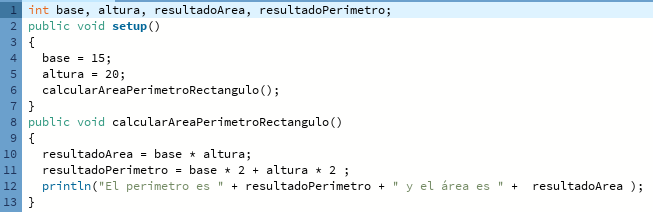 1 int base, altura, resultadoArea, resultadoPerimetro;
2 public void setup()
3 {
4   base = 15;
5   altura = 20;
6   calcularAreaPerimetroRectangulo();
7 }
8 public void calcularAreaPerimetroRectangulo()
9 {
10   resultadoArea = base * altura;
11   resultadoPerimetro = base * 2 + altura * 2 ;
12   println("El perimetro es " + resultadoPerimetro + " y el área es " +  resultadoArea );
13 }